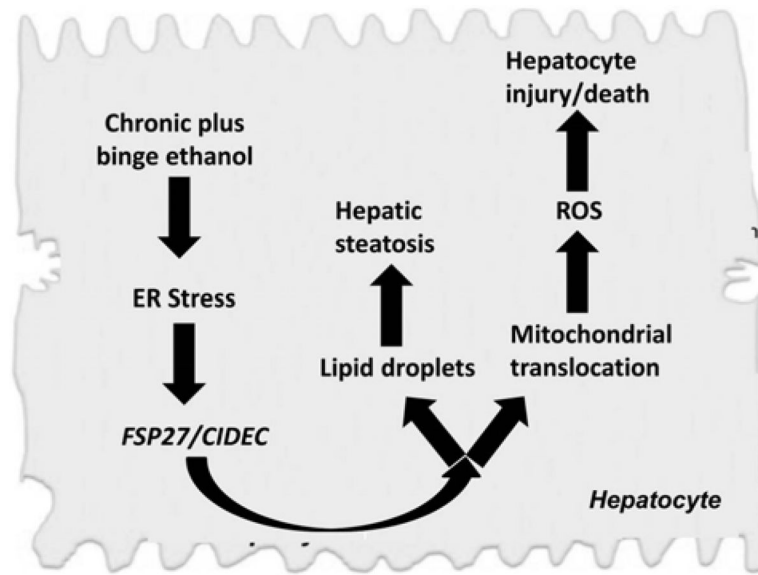 Chronic plus
binge ethanol
ER Stress
FSP27/CIDEC
Hepatic
steatosis
Lipid droplets
Hepatocyte
injury/death
ROS
Mitochondrial
translocation
Hepatocyte